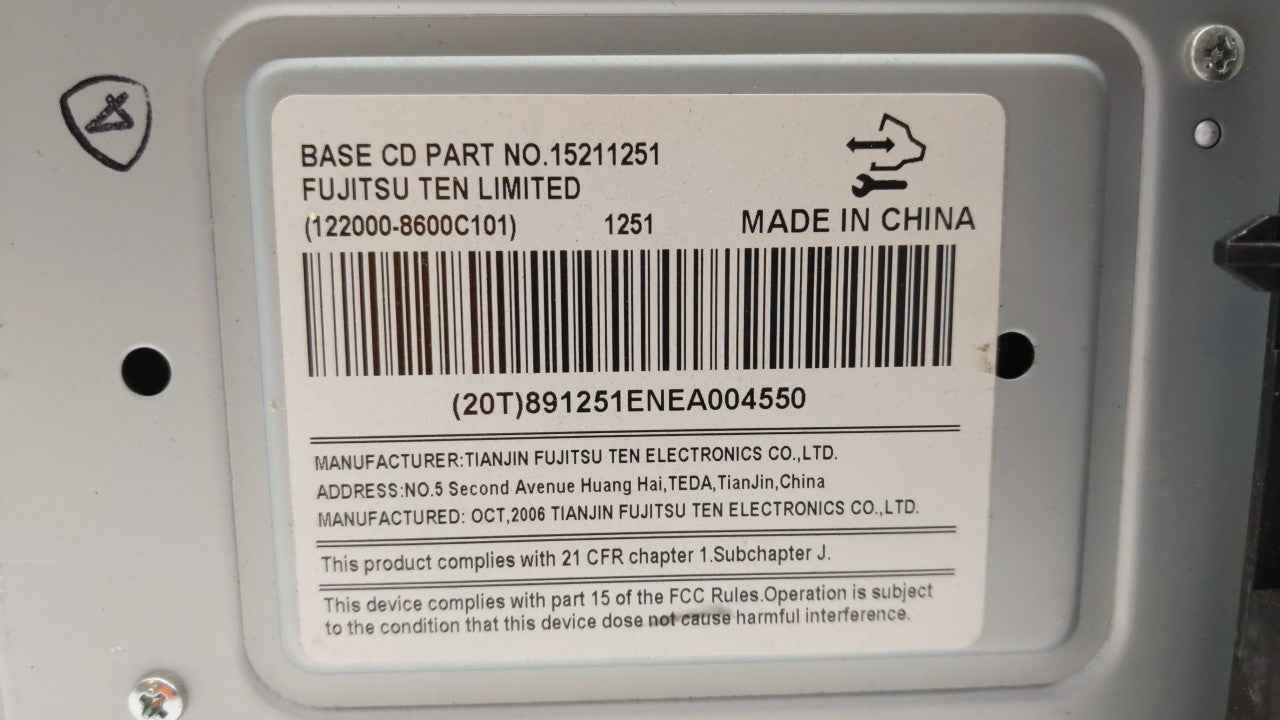 BASE CD PART NO.15211251
FUJITSU TEN LIMITED
(122000-8600C101) 1251 MADE IN CHINA
(20T)891251ENEA004550
MANUFACTURER:TIANJIN FUJITSU TEN ELECTRONICS CO.,LTD.
ADDRESS:NO.5 Second Avenue Huang Hai,TEDA,TianJin,China
MANUFACTURED: OCT,2006 TIANJIN FUJITSU TEN ELECTRONICS CO.,LTD.
This product complies with 21 CFR chapter 1.Subchapter J.
This device complies with part 15 of the FCC Rules.Operation is subject
to the condition that this device dose not cause harmful interference.